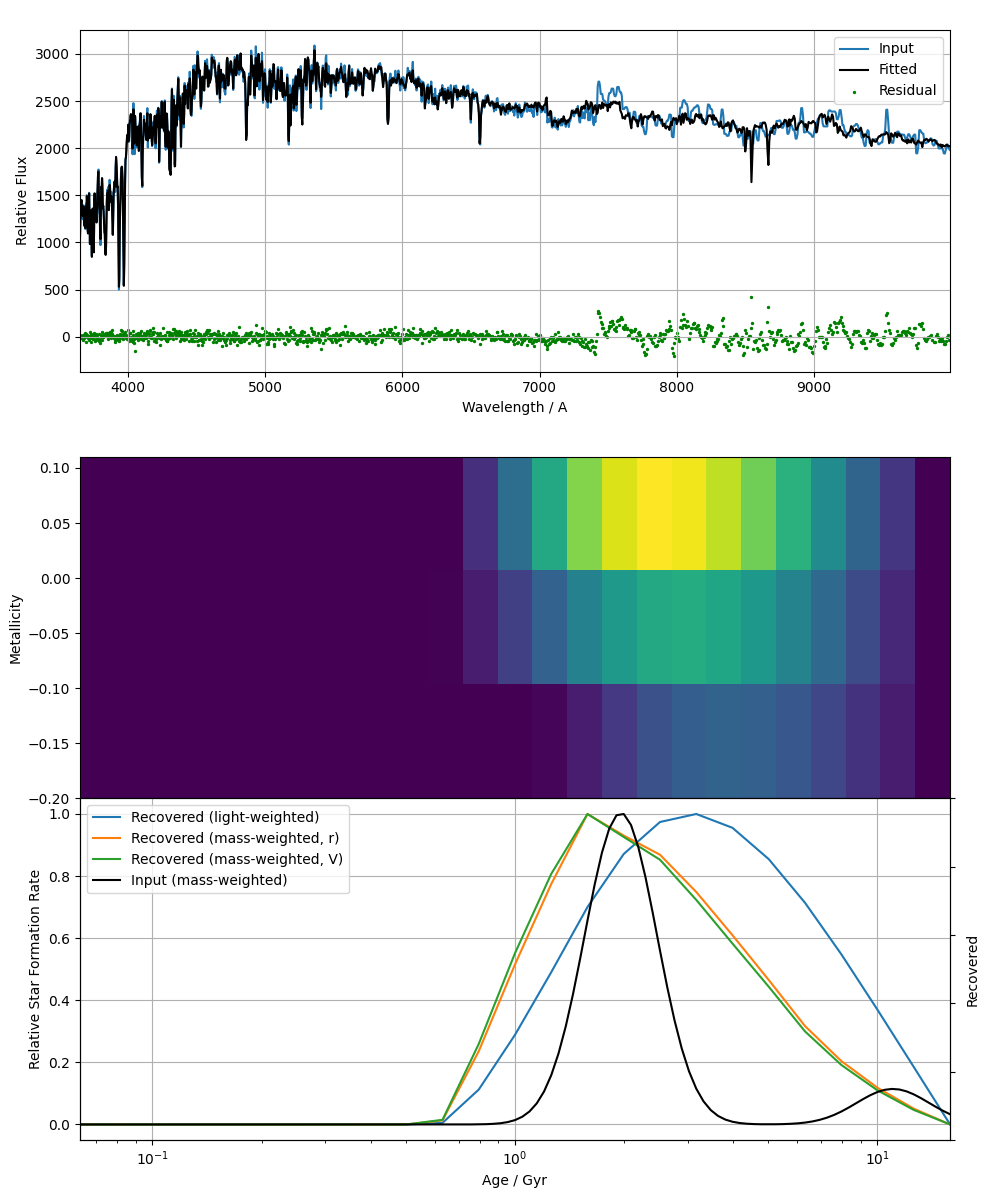 3000
2500
2000
1500
1000
500
0
Relative Flux
Input
Fitted
Residual
4000
5000
6000
7000
8000
9000
Wavelength / A
0.10
0.05
0.00
−0.05
−0.10
−0.15
−0.20
Metallicity
1.0
0.8
0.6
0.4
0.2
0.0
Relative Star Formation Rate
Recovered (light-weighted)
Recovered (mass-weighted, r)
Recovered (mass-weighted, V)
Input (mass-weighted)
Recovered
10⁻¹
10⁰
10¹
Age / Gyr